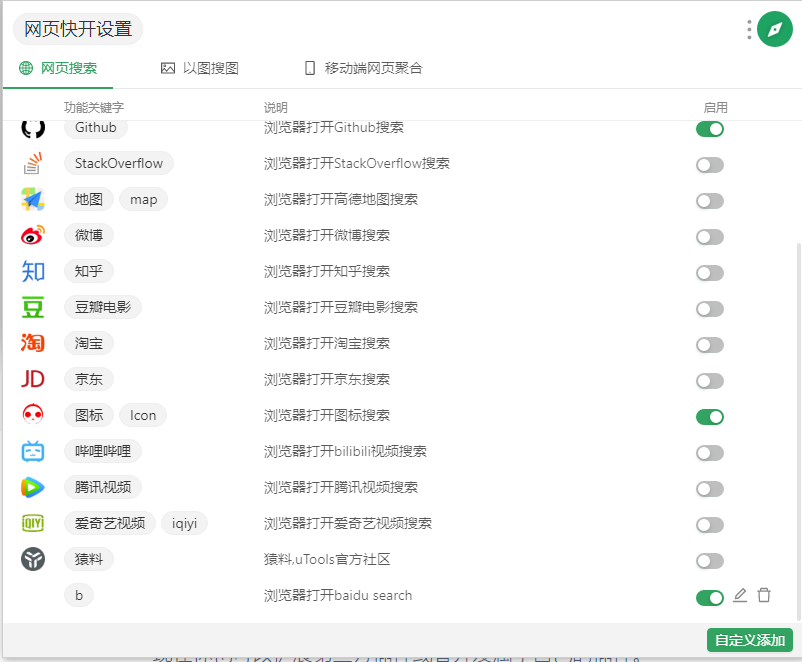 网页快开设置
网页搜索 以图搜图 移动端网页聚合
功能关键字 说明 启用
Github 浏览器打开Github搜索
StackOverflow 浏览器打开StackOverflow搜索
地图 map 浏览器打开高德地图搜索
微博 浏览器打开微博搜索
知 知乎 浏览器打开知乎搜索
豆 豆瓣电影 浏览器打开豆瓣电影搜索
淘 淘宝 浏览器打开淘宝搜索
JD 京东 浏览器打开京东搜索
图标 Icon 浏览器打开图标搜索
哔哩哔哩 浏览器打开bilibili视频搜索
腾讯视频 浏览器打开腾讯视频搜索
QIY 爱奇艺视频 iqiyi 浏览器打开爱奇艺视频搜索
猿料 猿料,uTools官方社区
b 浏览器打开baidu search
自定义添加